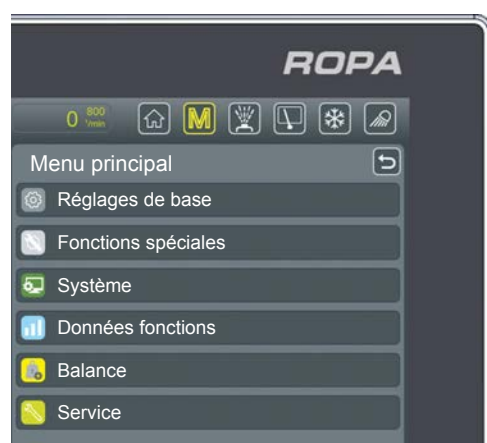 ROPA
0 800 1/min M
Menu principal
Réglages de base
Fonctions spéciales
Système
Données fonctions
Balance
Service